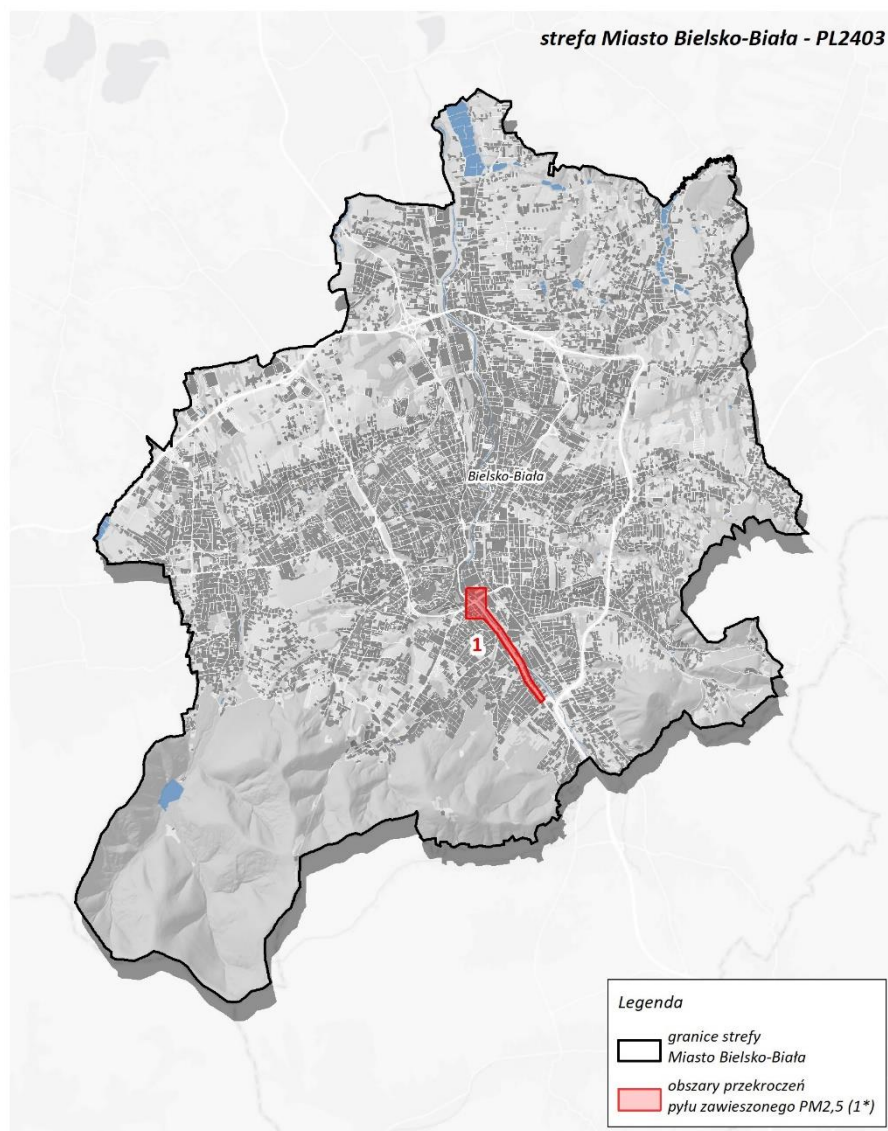 strefa Miasto Bielsko-Biała - PL2403
Bielsko-Biała
1
Legenda
granice strefy
Miasto Bielsko-Biała
obszary przekroczeń
pyłu zawieszonego PM2,5 (1*)